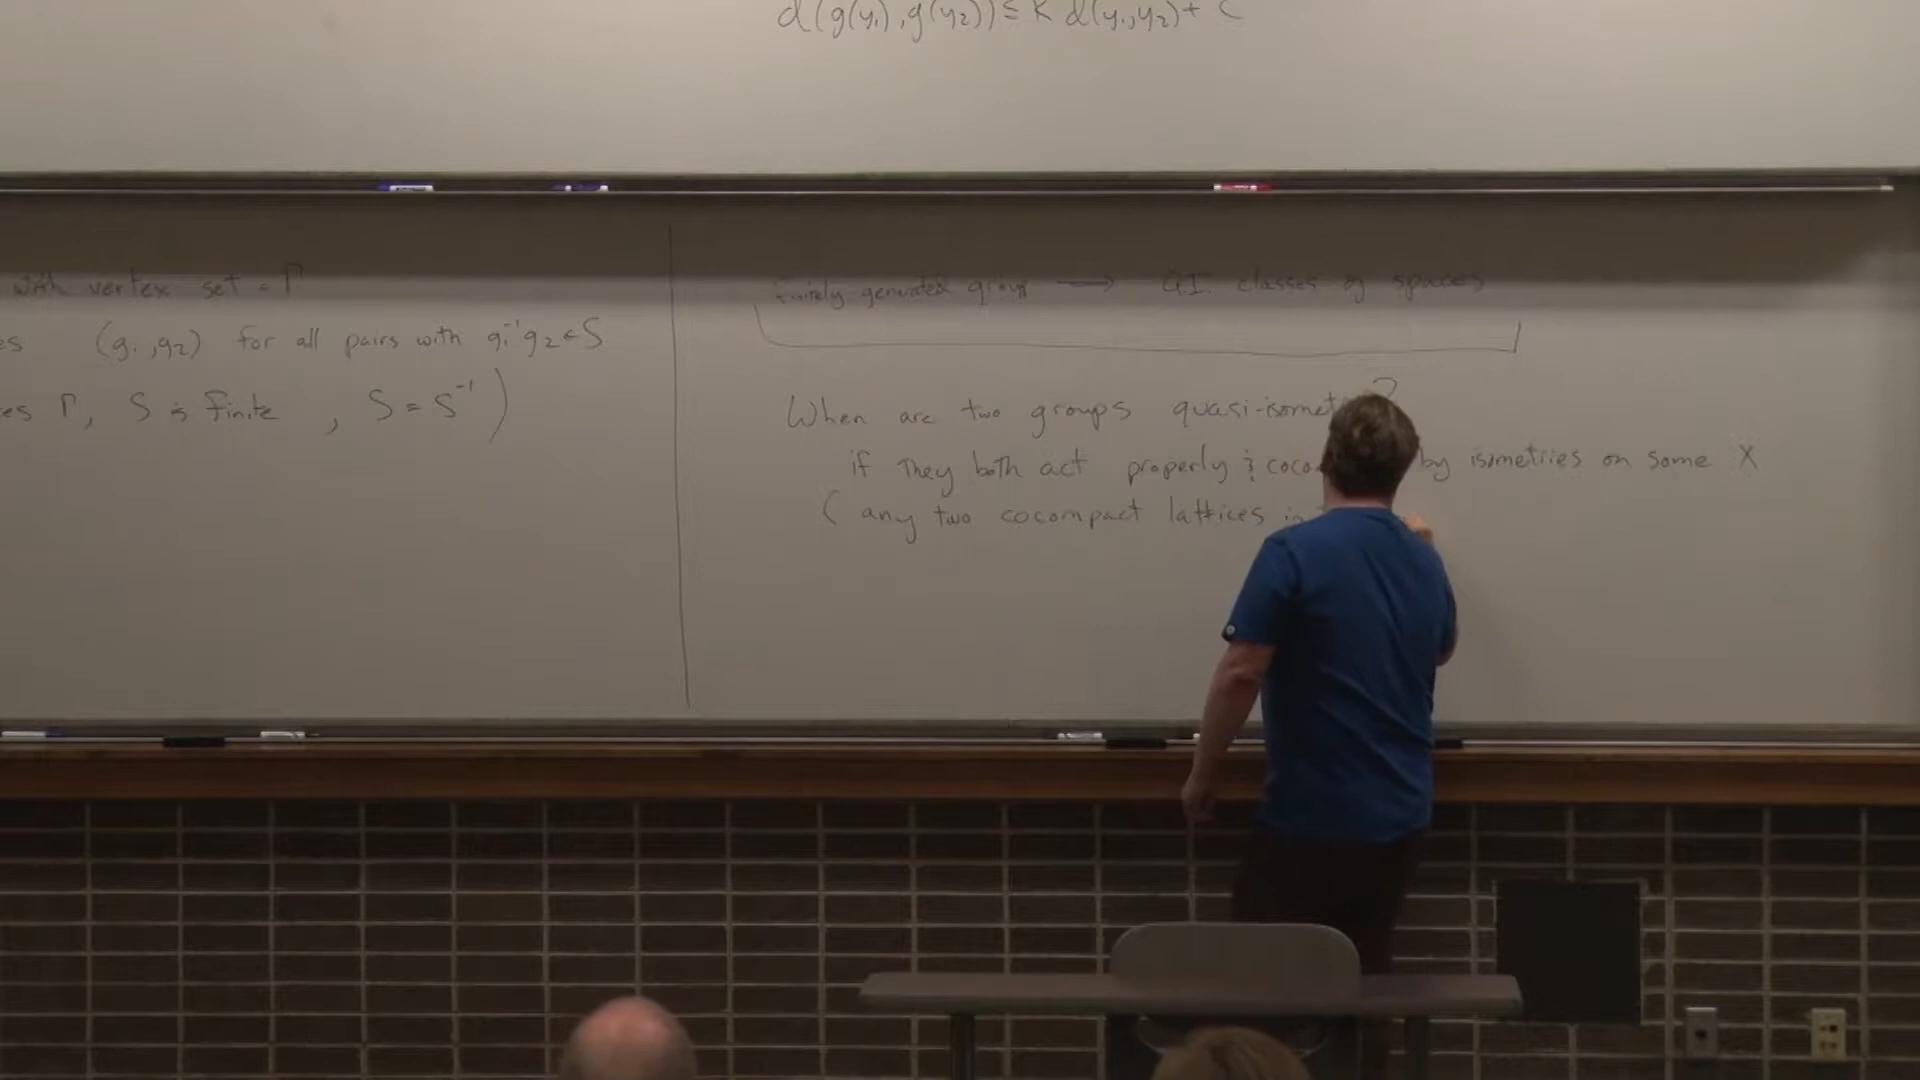 d(g(y₁), g(y₂)) ≤ K d(y₁, y₂) + C
with vertex set = Γ
es (g₁, g₂) for all pairs with g₁⁻¹g₂ ∈ S
es Γ, S is finite, S = S⁻¹)
finitely generated group → Q.I. classes of spaces
When are two groups quasi-isometric?
if they both act properly & by isometries on some X
(any two cocompact lattices in